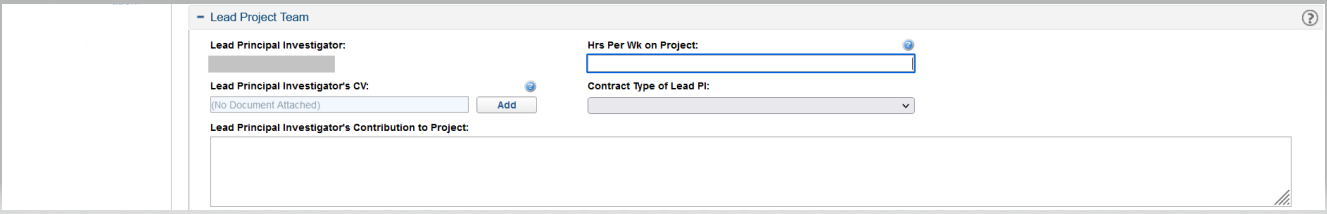 − Lead Project Team
Lead Principal Investigator:
Hrs Per Wk on Project:
Lead Principal Investigator's CV:
(No Document Attached)
Add
Contract Type of Lead PI:
Lead Principal Investigator's Contribution to Project: